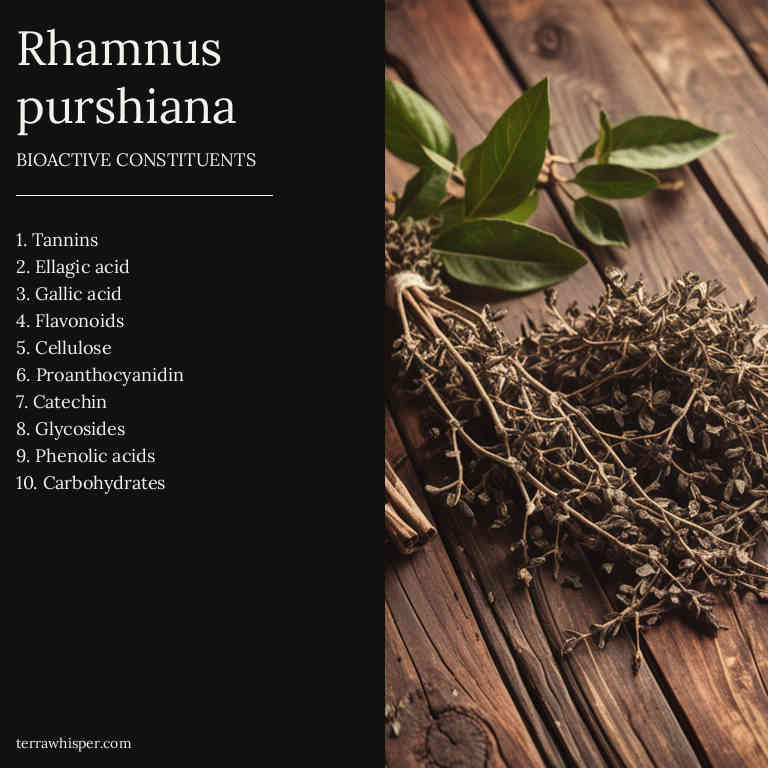 Rhamnus
purshiana
BIOACTIVE CONSTITUENTS
1. Tannins
2. Ellagic acid
3. Gallic acid
4. Flavonoids
5. Cellulose
6. Proanthocyanidin
7. Catechin
8. Glycosides
9. Phenolic acids
10. Carbohydrates
terrawhisper.com